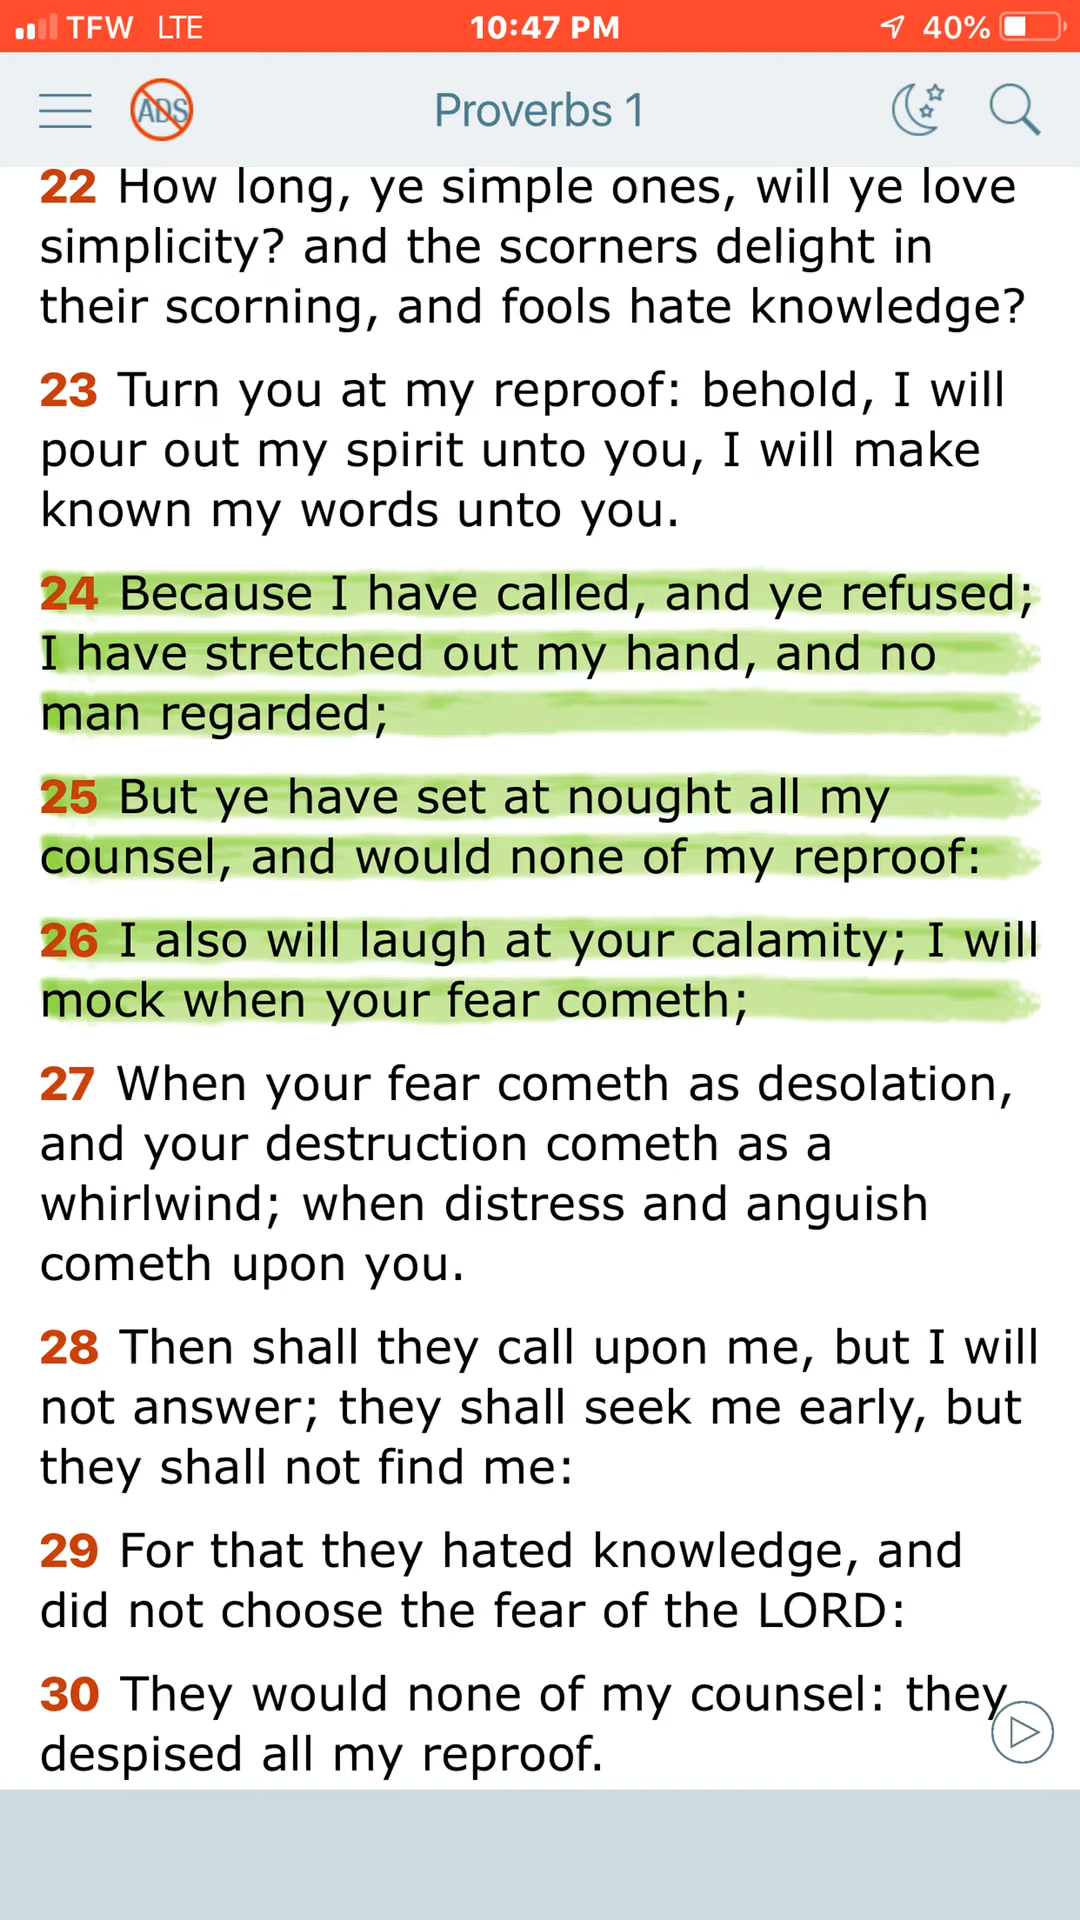 TFW LTE 10:47 PM 40%
ADS Proverbs 1
22 How long, ye simple ones, will ye love
simplicity? and the scorners delight in
their scorning, and fools hate knowledge?
23 Turn you at my reproof: behold, I will
pour out my spirit unto you, I will make
known my words unto you.
24 Because I have called, and ye refused;
I have stretched out my hand, and no
man regarded;
25 But ye have set at nought all my
counsel, and would none of my reproof:
26 I also will laugh at your calamity; I will
mock when your fear cometh;
27 When your fear cometh as desolation,
and your destruction cometh as a
whirlwind; when distress and anguish
cometh upon you.
28 Then shall they call upon me, but I will
not answer; they shall seek me early, but
they shall not find me:
29 For that they hated knowledge, and
did not choose the fear of the LORD:
30 They would none of my counsel: they
despised all my reproof.